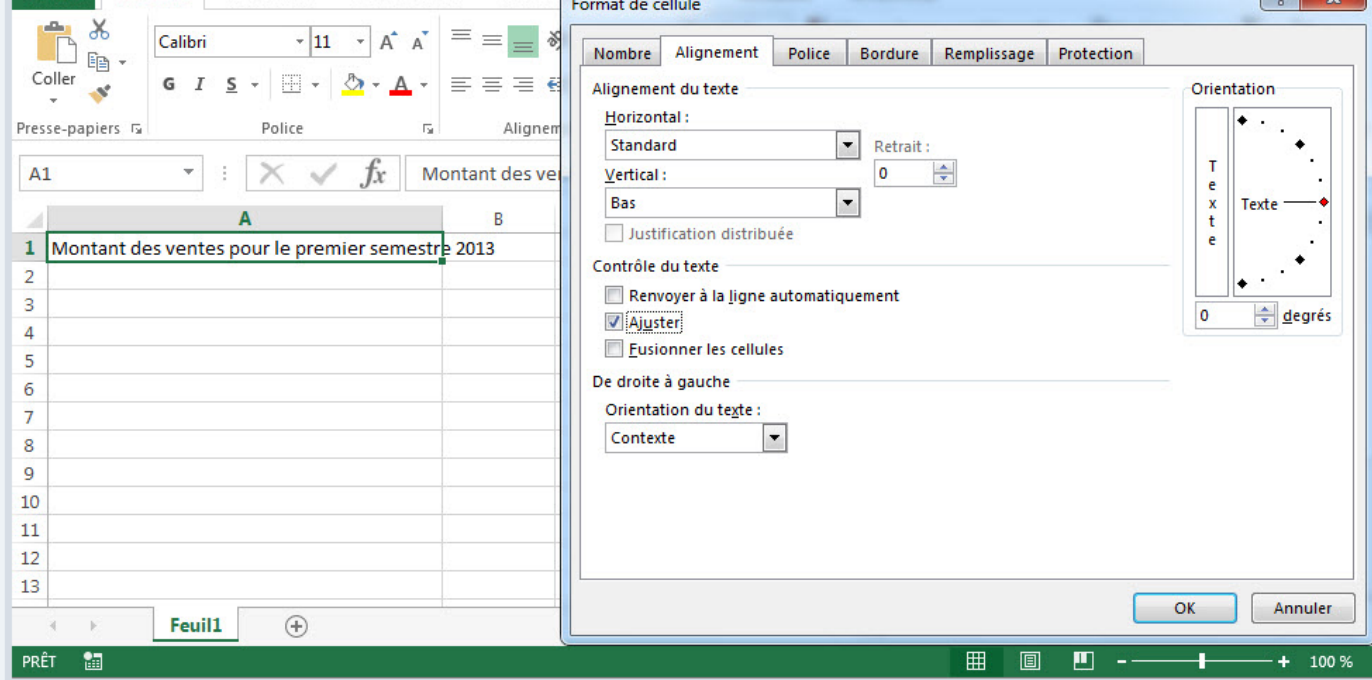 Format de cellule
Calibri
11
Coller
G I S
Presse-papiers
Police
Alignem
A1
fx
Montant des ve
A
B
1 Montant des ventes pour le premier semestre 2013
2
3
4
5
6
7
8
9
10
11
12
13
Feuil1
PRÊT
100 %
Nombre
Alignement
Police
Bordure
Remplissage
Protection
Alignement du texte
Horizontal :
Standard
Retrait :
0
Vertical :
Bas
Justification distribuée
Contrôle du texte
Renvoyer à la ligne automatiquement
Ajuster
Fusionner les cellules
De droite à gauche
Orientation du texte :
Contexte
Orientation
Texte
Texte
0 degrés
OK
Annuler